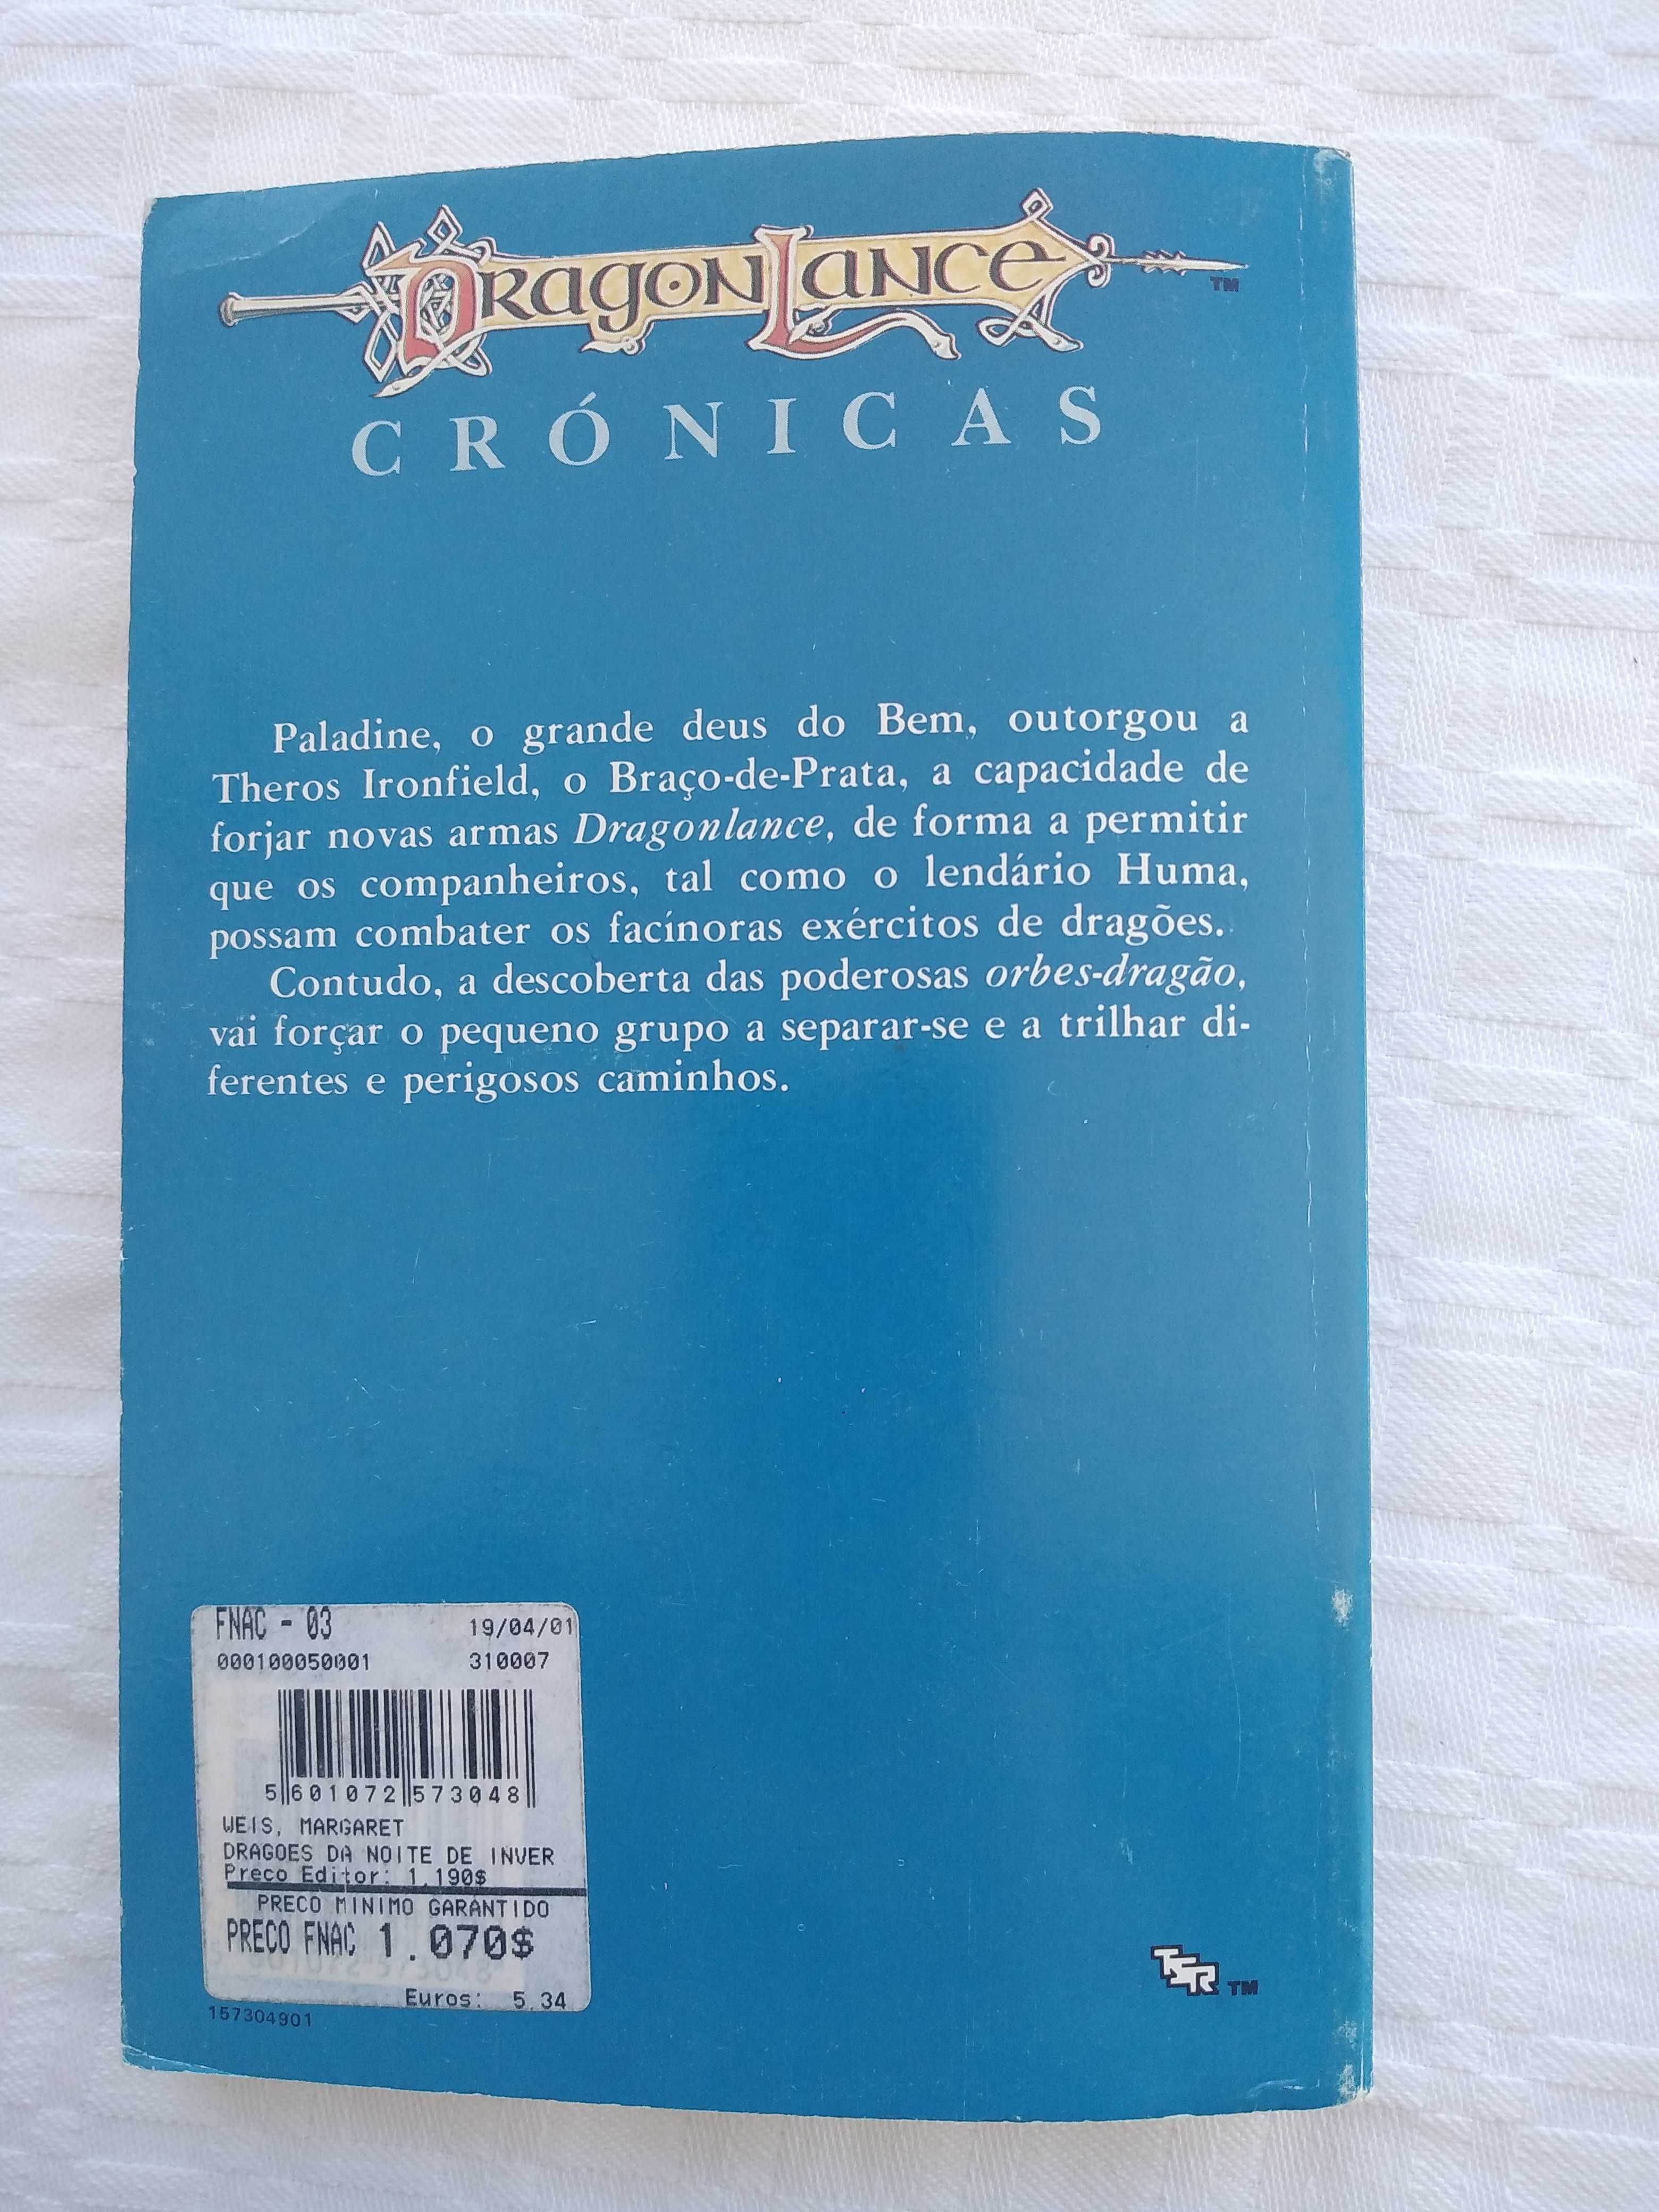 DRAGONLANCE
TM
CRÓNICAS
Paladine, o grande deus do Bem, outorgou a
Theros Ironfield, o Braço-de-Prata, a capacidade de
forjar novas armas Dragonlance, de forma a permitir
que os companheiros, tal como o lendário Huma,
possam combater os facínoras exércitos de dragões.
Contudo, a descoberta das poderosas orbes-dragão,
vai forçar o pequeno grupo a separar-se e a trilhar di-
ferentes e perigosos caminhos.
FNAC - 03 19/04/01
000100050001 310007
5 601072 573048
WEIS, MARGARET
DRAGOES DA NOITE DE INVER
Preco Editor: 1.190$
PRECO MINIMO GARANTIDO
PRECO FNAC 1.070$
Euros: 5.34
157304901
TSR TM